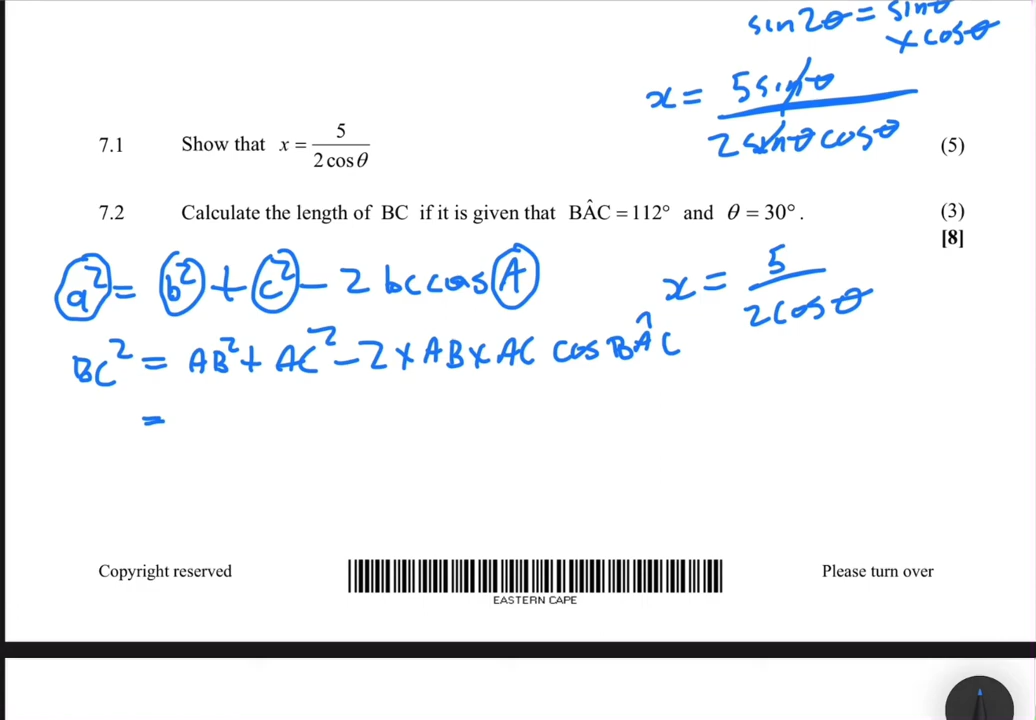 sin2θ = sinθ
x cosθ
x = 5sinθ / 2sinθcosθ
7.1 Show that x = 5 / 2 cos θ (5)
7.2 Calculate the length of BC if it is given that BÂC = 112° and θ = 30°. (3)
[8]
a² = b² + c² - 2bccosA
x = 5 / 2cosθ
BC² = AB² + AC² - 2 × AB × AC cos BÂC
=
Copyright reserved
EASTERN CAPE
Please turn over